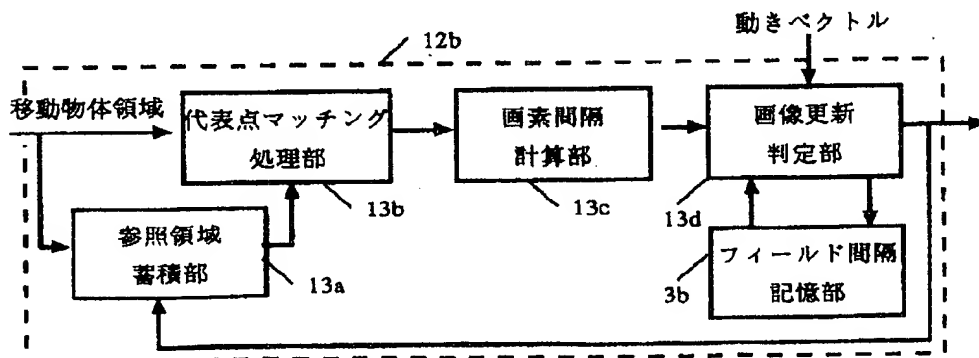 動きベクトル
12b
移動物体領域
代表点マッチング
処理部
画素間隔
計算部
画像更新
判定部
13b
13c
13d
参照領域
蓄積部
13a
フィールド間隔
記憶部
3b